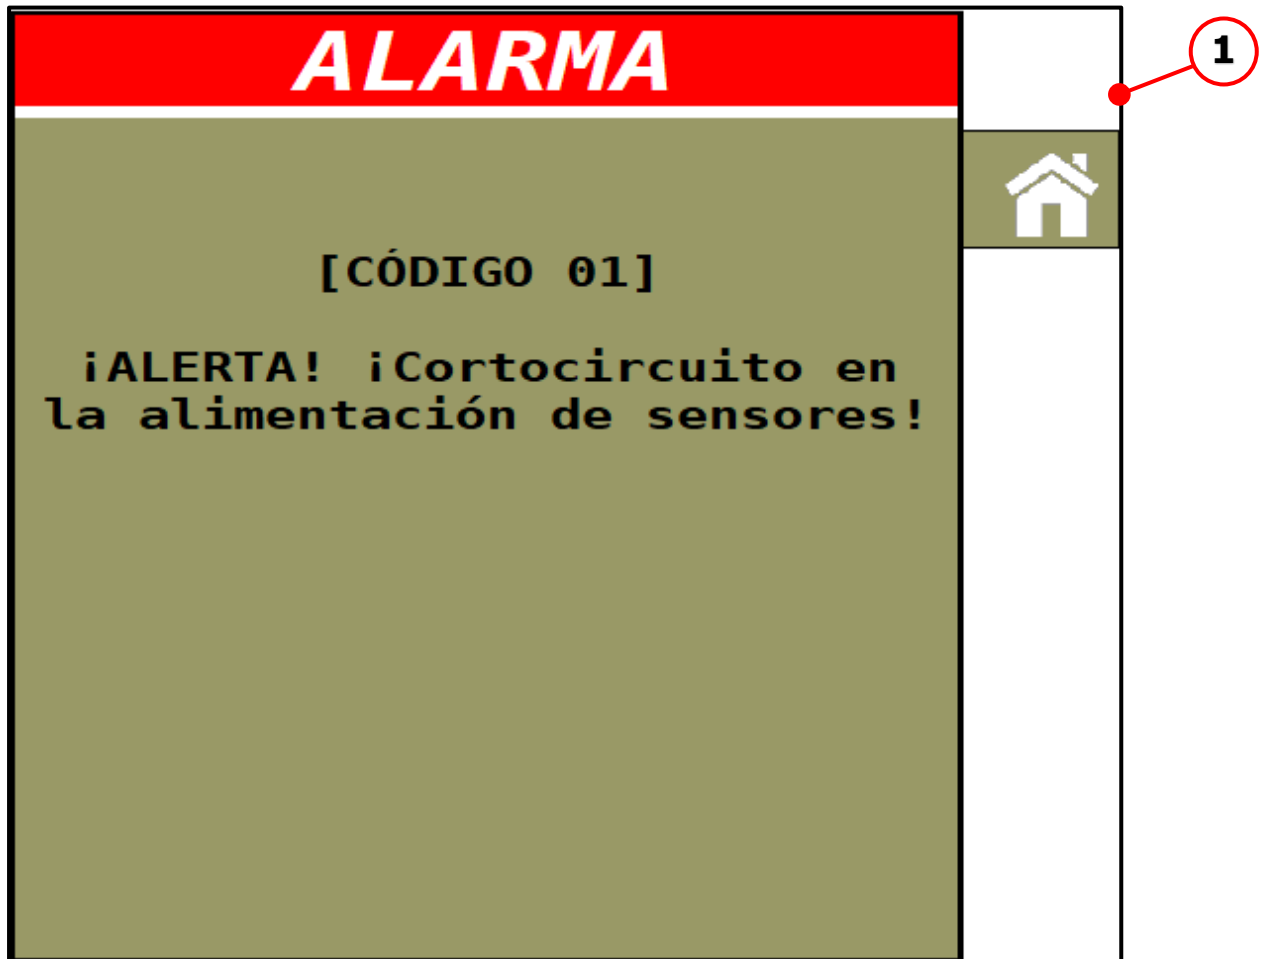 ALARMA
1
[CÓDIGO 01]
¡ALERTA! ¡Cortocircuito en
la alimentación de sensores!